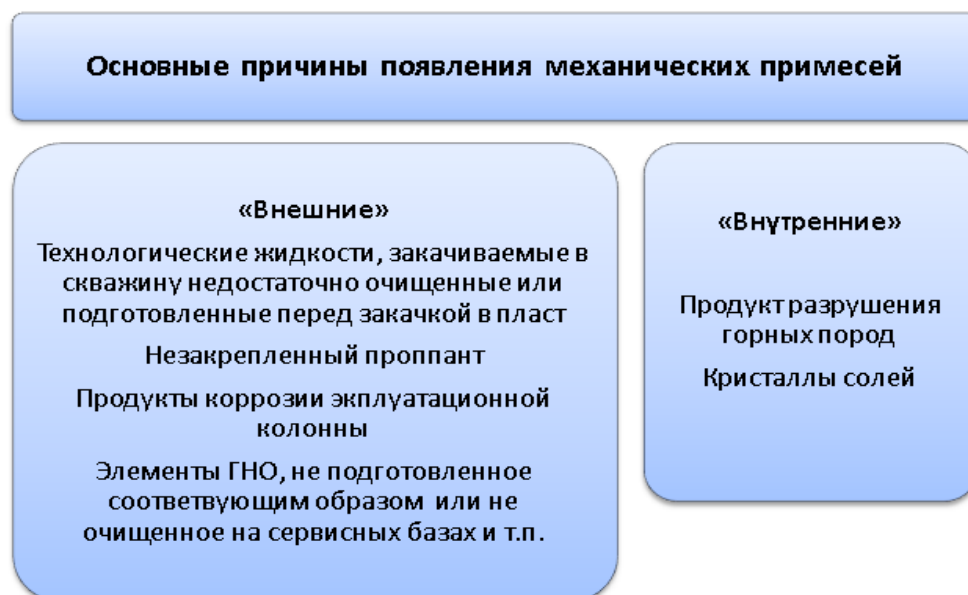 Основные причины появления механических примесей
«Внешние»
Технологические жидкости, закачиваемые в
скважину недостаточно очищенные или
подготовленные перед закачкой в пласт
Незакрепленный проппант
Продукты коррозии экплуатационной
колонны
Элементы ГНО, не подготовленное
соответвующим образом или не
очищенное на сервисных базах и т.п.
«Внутренние»
Продукт разрушения
горных пород
Кристаллы солей